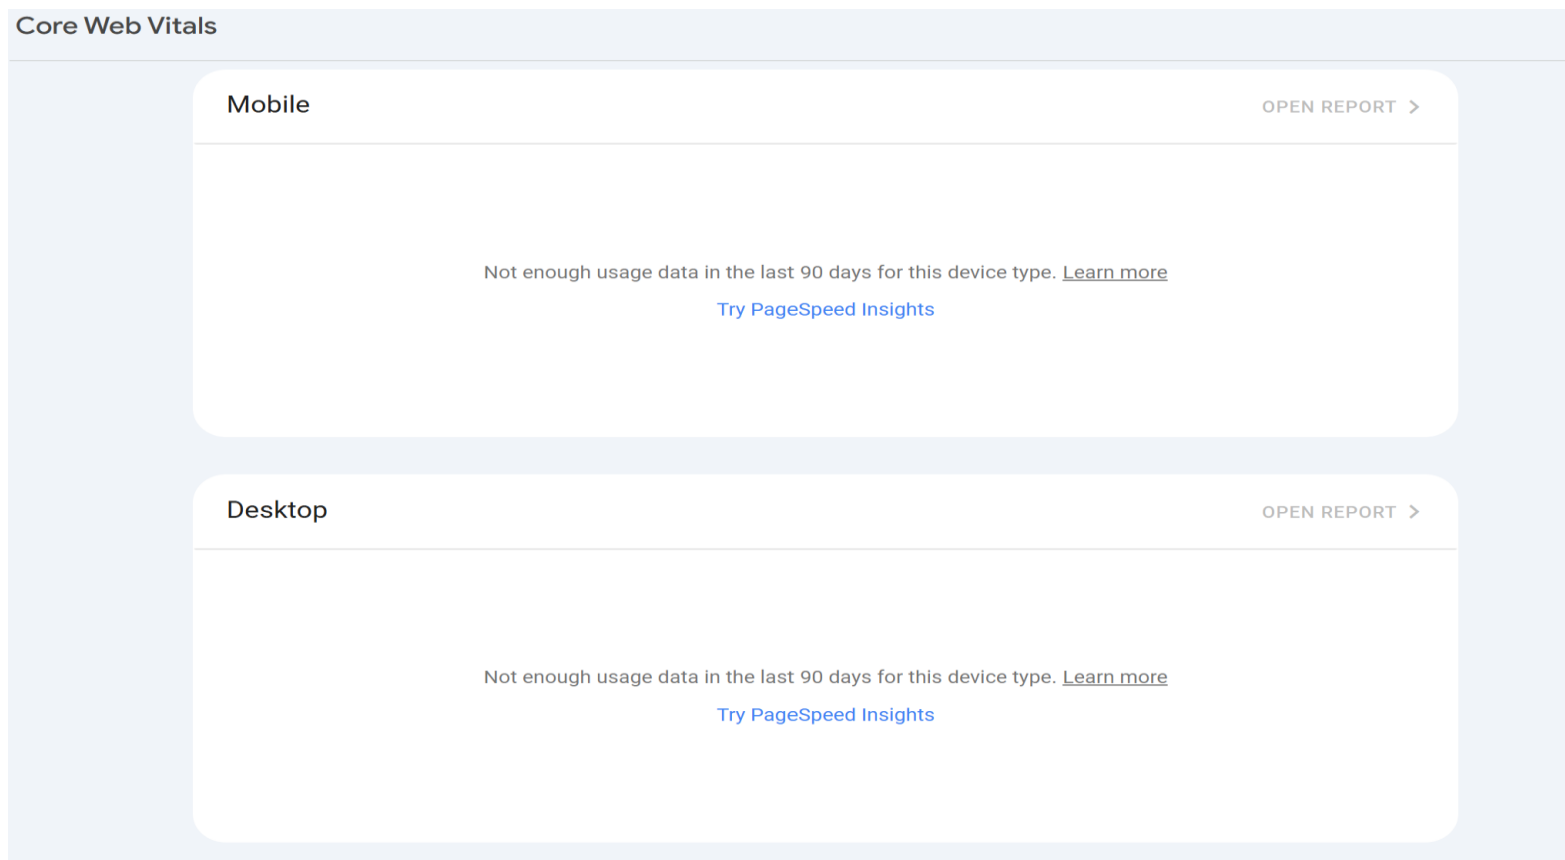 Core Web Vitals
Mobile
OPEN REPORT
Not enough usage data in the last 90 days for this device type. Learn more
Try PageSpeed Insights
Desktop
OPEN REPORT
Not enough usage data in the last 90 days for this device type. Learn more
Try PageSpeed Insights